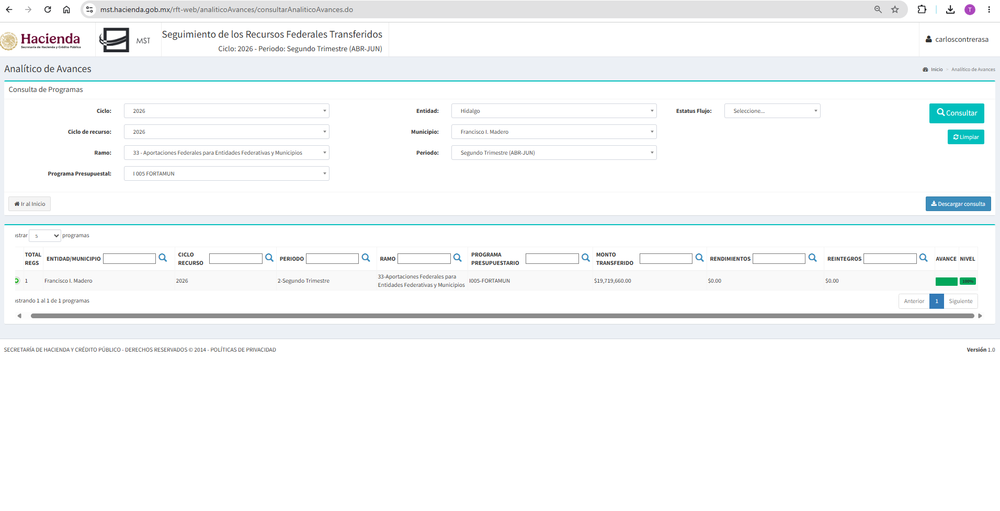 mst.hacienda.gob.mx/rft-web/analiticoAvances/consultarAnaliticoAvances.do
T
Hacienda
Secretaría de Hacienda y Crédito Público
MST
Seguimiento de los Recursos Federales Transferidos
Ciclo: 2026 - Periodo: Segundo Trimestre (ABR-JUN)
carloscontrerasa
Analítico de Avances
Inicio > Analítico de Avances
Consulta de Programas
Ciclo: 2026 Entidad: Hidalgo Estatus Flujo: Seleccione... Consultar
Ciclo de recurso: 2026 Municipio: Francisco I. Madero Limpiar
Ramo: 33 - Aportaciones Federales para Entidades Federativas y Municipios Periodo: Segundo Trimestre (ABR-JUN)
Programa Presupuestal: I 005 FORTAMUN
Ir al Inicio Descargar consulta
ostrar 5 programas
TOTAL REGS ENTIDAD/MUNICIPIO CICLO RECURSO PERIODO RAMO PROGRAMA PRESUPUESTARIO MONTO TRANSFERIDO RENDIMIENTOS REINTEGROS AVANCE NIVEL
1 Francisco I. Madero 2026 2-Segundo Trimestre 33-Aportaciones Federales para Entidades Federativas y Municipios I005-FORTAMUN $19,719,660.00 $0.00 $0.00 100%
ostrando 1 al 1 de 1 programas
Anterior 1 Siguiente
SECRETARÍA DE HACIENDA Y CRÉDITO PÚBLICO - DERECHOS RESERVADOS © 2014 - POLÍTICAS DE PRIVACIDAD
Versión 1.0